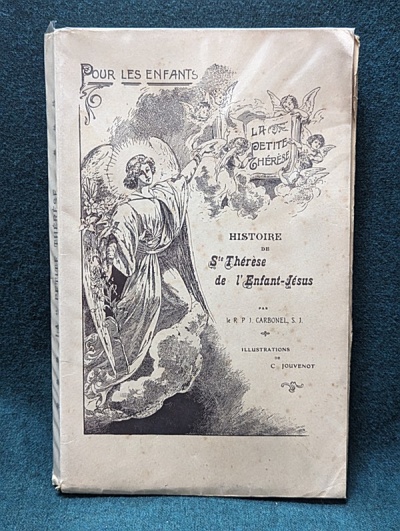 POUR LES ENFANTS
LA
PETITE
THÉRÈSE
HISTOIRE
DE
Ste Thérèse
de l'Enfant-Jésus
PAR
le R. P. J. CARBONEL, S. J.
ILLUSTRATIONS
DE
C. JOUVENOT